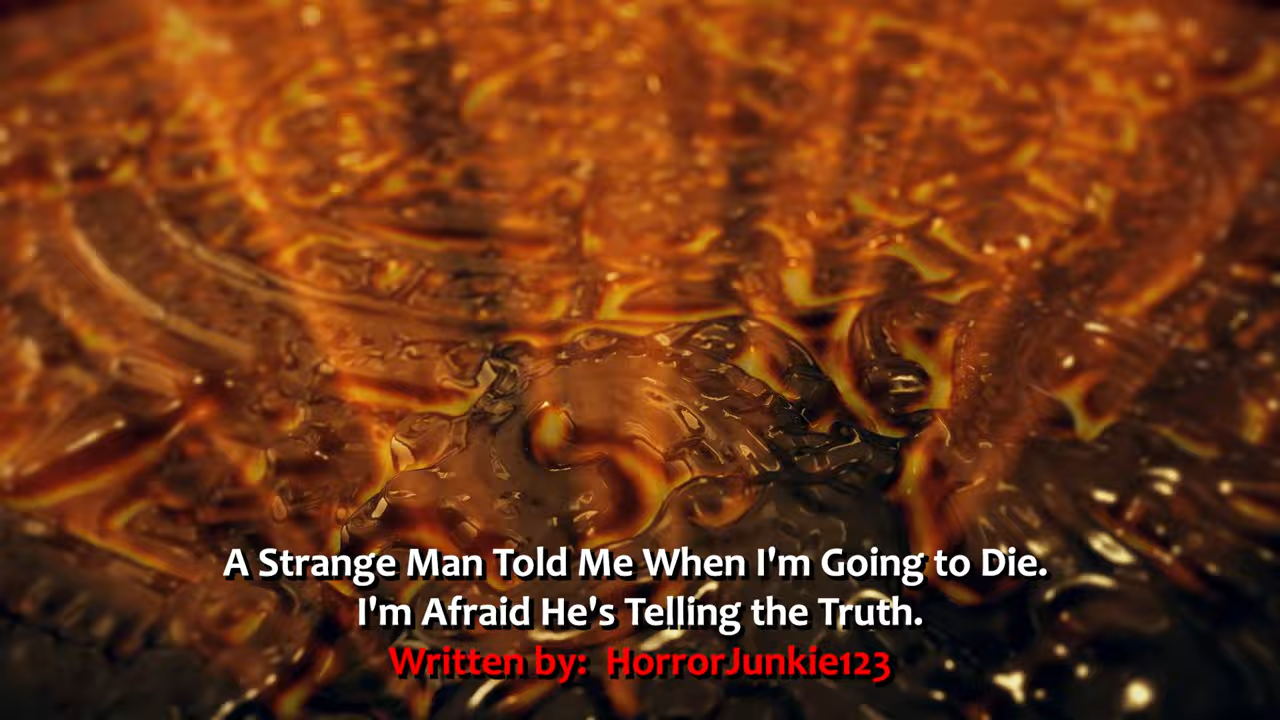 A Strange Man Told Me When I'm Going to Die.
I'm Afraid He's Telling the Truth.
Written by: HorrorJunkie123